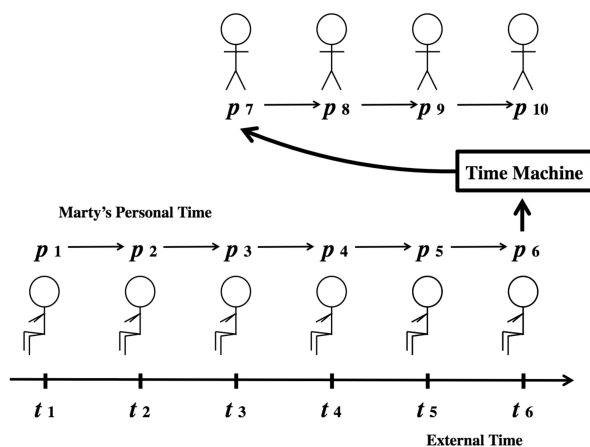 p 7 p 8 p 9 p 10
Time Machine
Marty's Personal Time
p 1 p 2 p 3 p 4 p 5 p 6
t 1 t 2 t 3 t 4 t 5 t 6
External Time